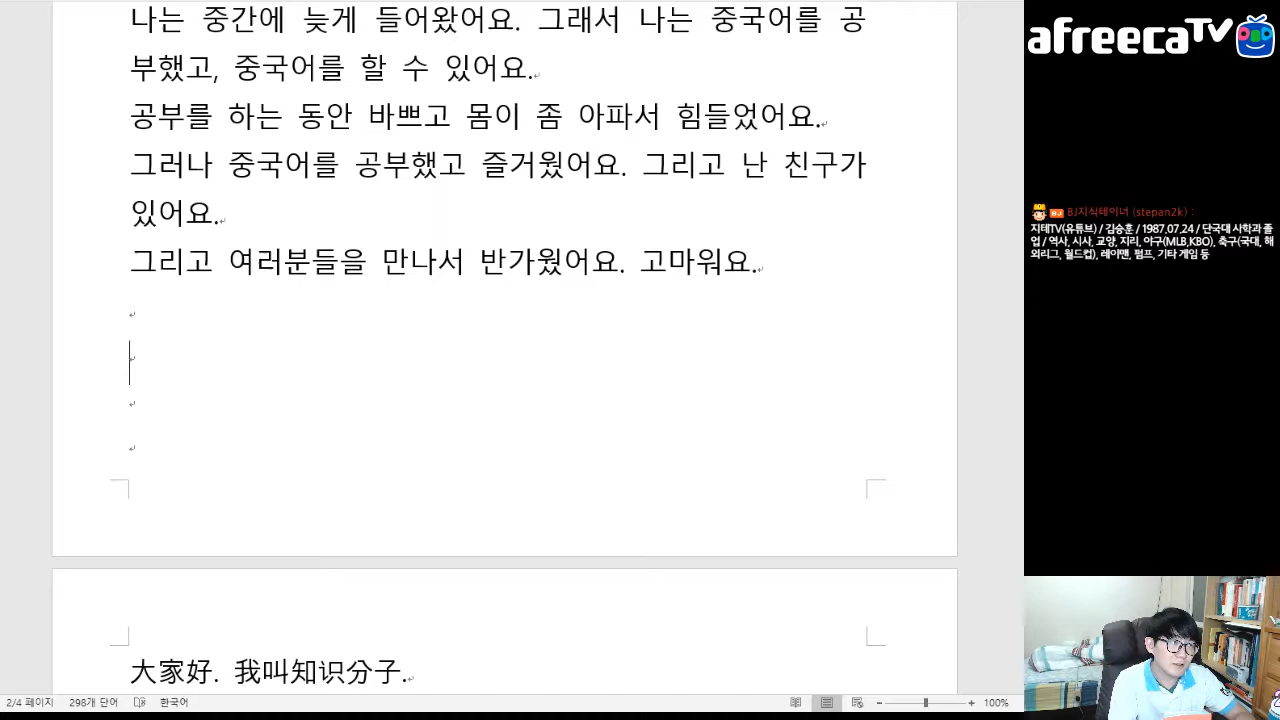 나는 중간에 늦게 들어왔어요. 그래서 나는 중국어를 공
부했고, 중국어를 할 수 있어요.
공부를 하는 동안 바쁘고 몸이 좀 아파서 힘들었어요.
그러나 중국어를 공부했고 즐거웠어요. 그리고 난 친구가
있어요.
그리고 여러분들을 만나서 반가웠어요. 고마워요.
大家好. 我叫知识分子.
2/4 페이지 298개 단어 한국어 100%
afreecaTV
BJ BJ지식테이너 (stepan2k) :
지테TV(유튜브) / 김승훈 / 1987.07.24 / 단국대 사학과 졸
업 / 역사, 시사, 교양, 지리, 야구(MLB,KBO), 축구(국대, 해
외리그, 월드컵), 레이맨, 펌프, 기타 게임 등